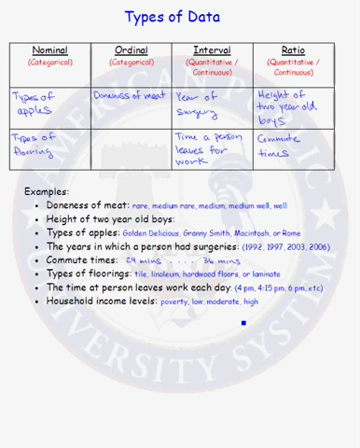 Types of Data
Nominal
(Categorical)
Ordinal
(Categorical)
Interval
(Quantitative /
Continuous)
Ratio
(Quantitative /
Continuous)
Types of
apples
Doneness of meat
Year of
surgery
Height of
two year old
boys
Types of
flooring
Time a person
leaves for
work
Commute
times
Examples:
• Doneness of meat: rare, medium rare, medium, medium well, well
• Height of two year old boys:
• Types of apples: Golden Delicious, Granny Smith, Macintosh, or Rome
• The years in which a person had surgeries: (1992, 1997, 2003, 2006)
• Commute times: 29 mins ..... 36 mins
• Types of floorings: tile, linoleum, hardwood floors, or laminate
• The time at person leaves work each day: (4 pm, 4:15 pm, 6 pm, etc)
• Household income levels: poverty, low, moderate, high
AMERICAN PUBLIC
UNIVERSITY SYSTEM